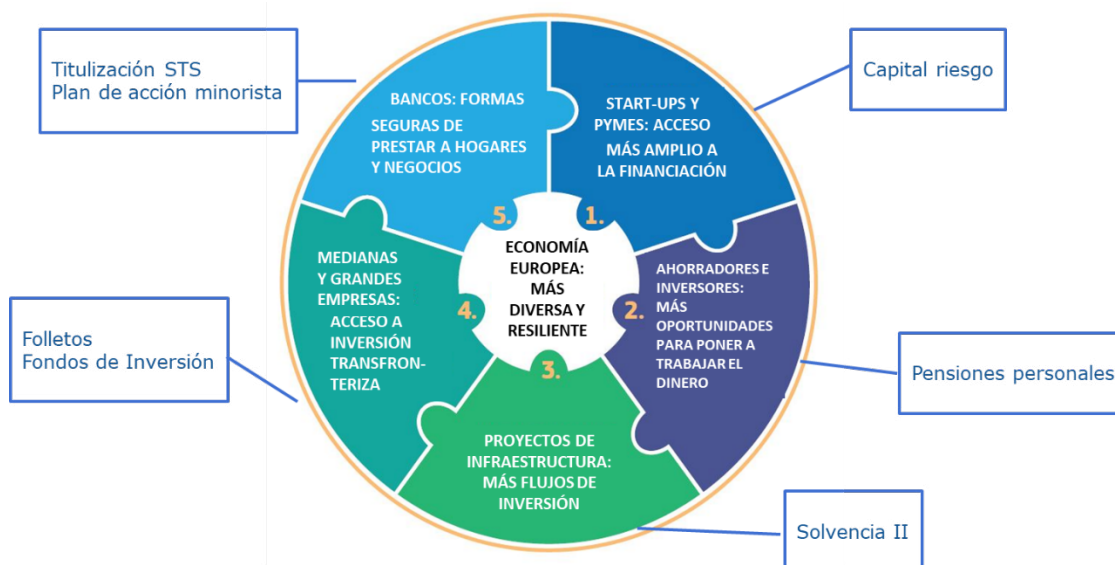 Titulización STS
Plan de acción minorista
Capital riesgo
BANCOS: FORMAS
SEGURAS DE
PRESTAR A HOGARES
Y NEGOCIOS
START-UPS Y
PYMES: ACCESO
MÁS AMPLIO A
LA FINANCIACIÓN
5.
1.
ECONOMÍA
EUROPEA:
MÁS
DIVERSA Y
RESILIENTE
MEDIANAS
Y GRANDES
EMPRESAS:
ACCESO A
INVERSIÓN
TRANSFRON-
TERIZA
4.
2.
AHORRADORES E
INVERSORES:
MÁS
OPORTUNIDADES
PARA PONER A
TRABAJAR EL
DINERO
Folletos
Fondos de Inversión
3.
Pensiones personales
PROYECTOS DE
INFRAESTRUCTURA:
MÁS FLUJOS DE
INVERSIÓN
Solvencia II